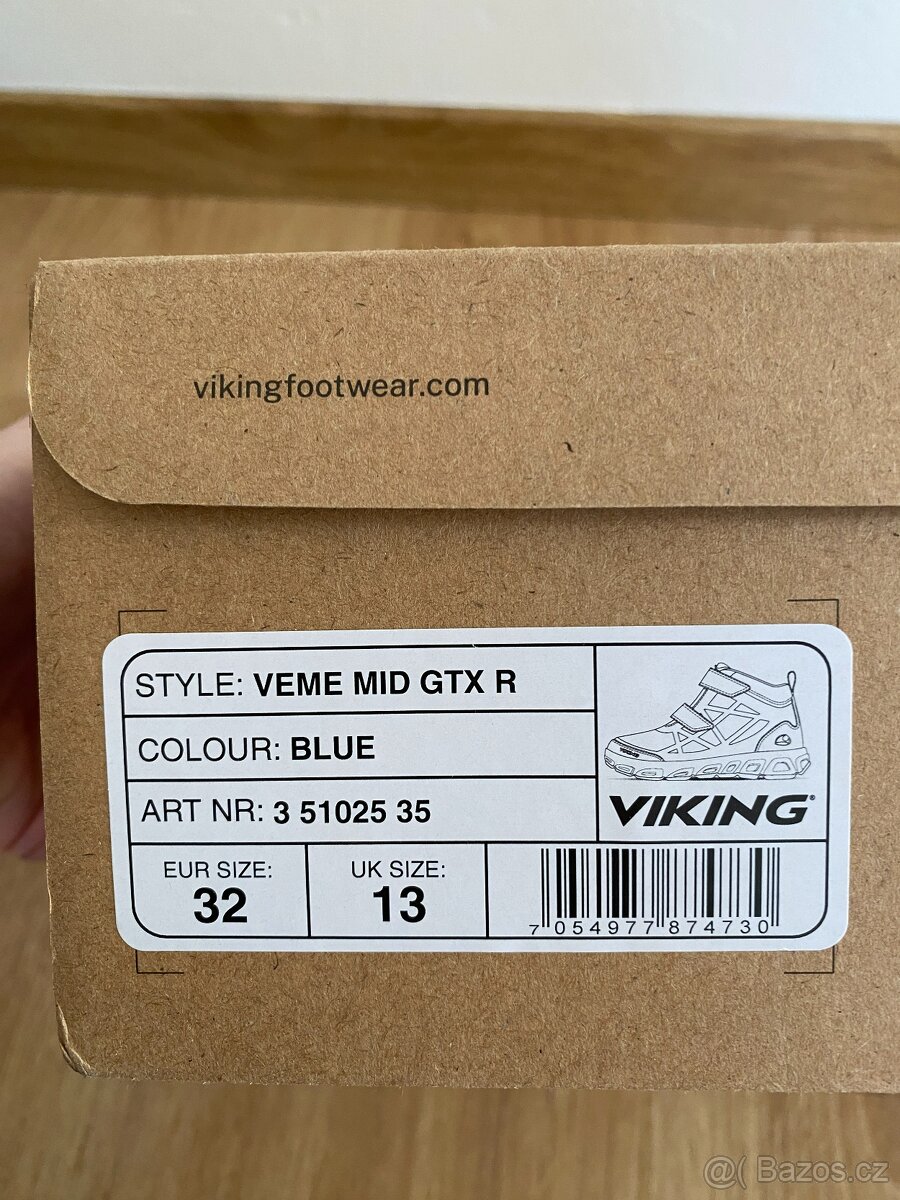 vikingfootwear.com
STYLE: VEME MID GTX R
COLOUR: BLUE
ART NR: 3 51025 35
VIKING®
EUR SIZE:
32
UK SIZE:
13
7 054977 874730
@( Bazos.cz